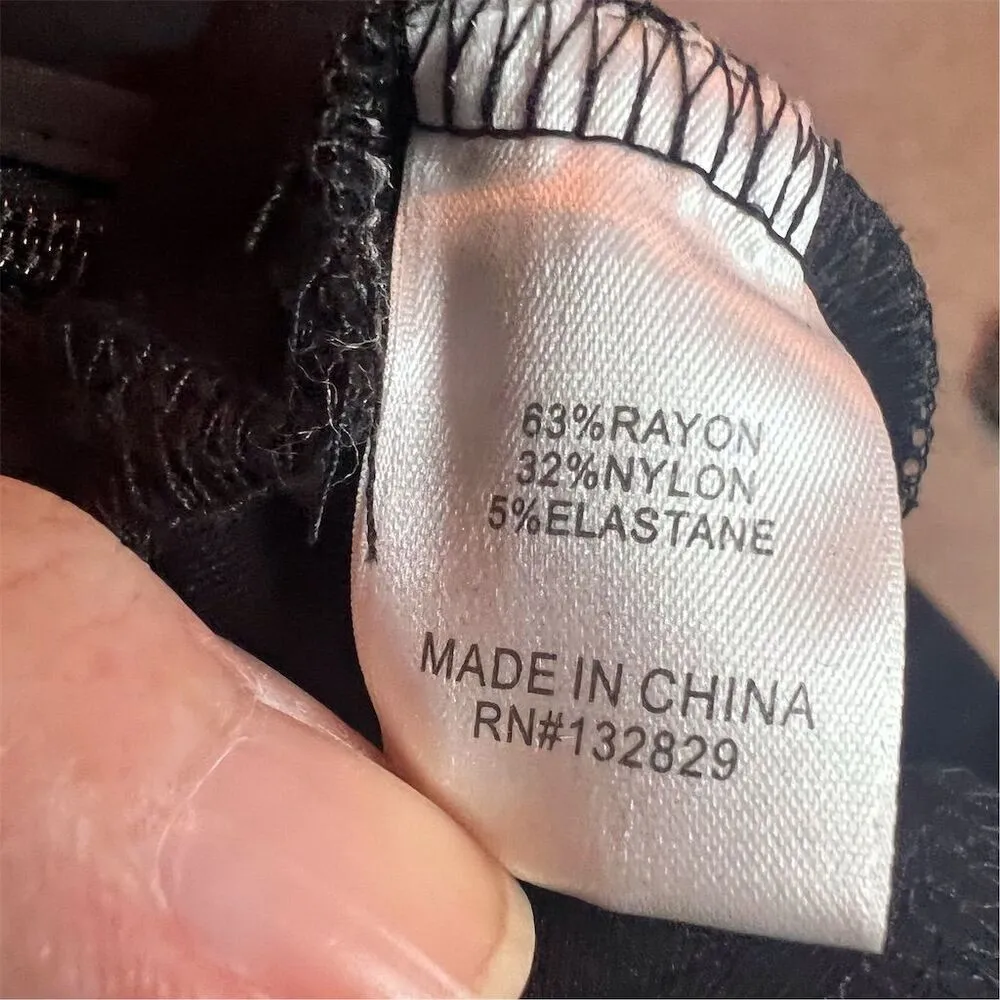 63%RAYON
32%NYLON
5%ELASTANE
MADE IN CHINA
RN#132829